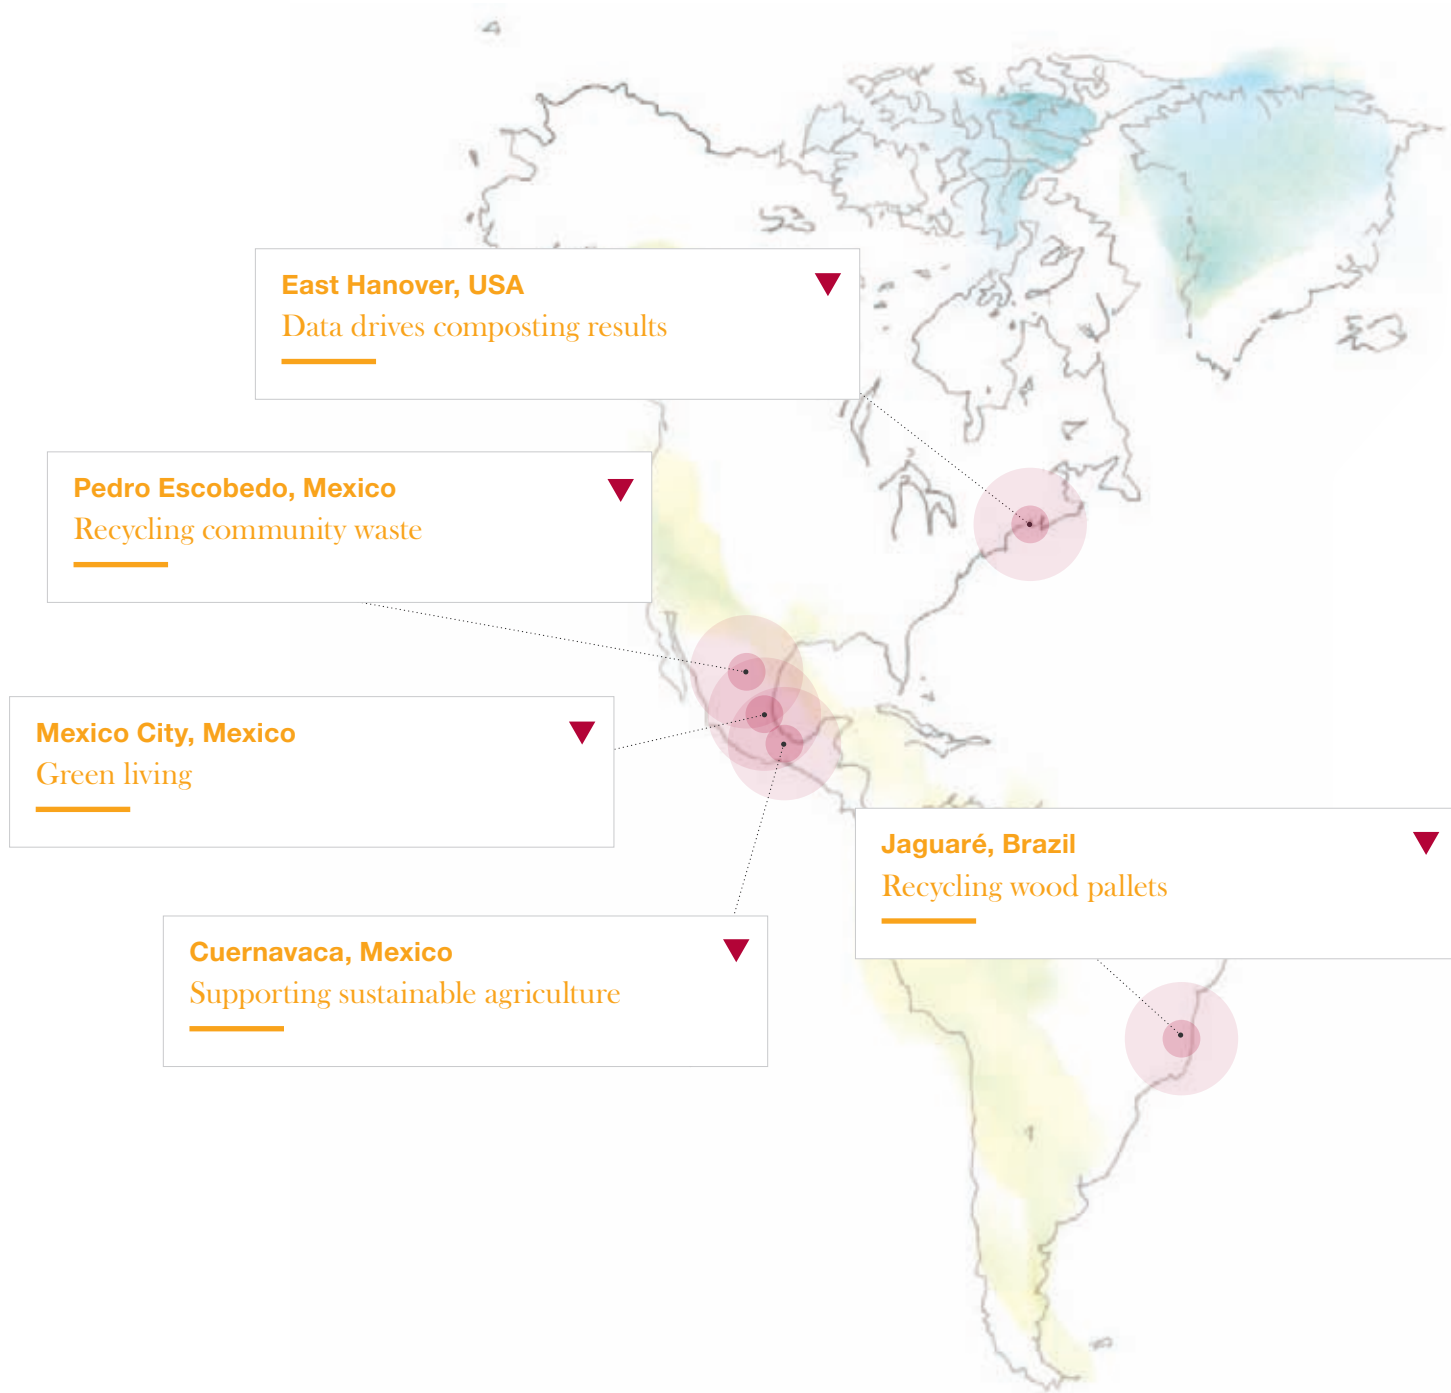 East Hanover, USA
Data drives composting results
Pedro Escobedo, Mexico
Recycling community waste
Mexico City, Mexico
Green living
Jaguaré, Brazil
Recycling wood pallets
Cuernavaca, Mexico
Supporting sustainable agriculture